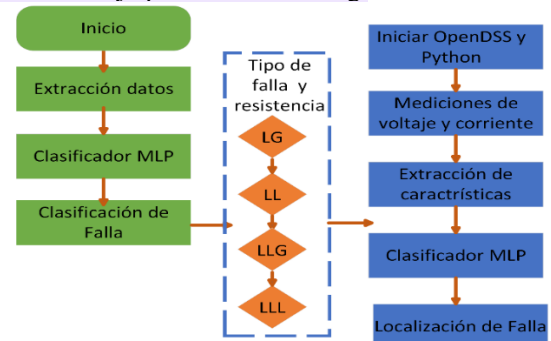 Inicio
Extracción datos
Clasificador MLP
Clasificación de
Falla
Tipo de
falla y
resistencia
LG
LL
LLG
LLL
Iniciar OpenDSS y
Python
Mediciones de
voltaje y corriente
Extracción de
caractrísticas
Clasificador MLP
Localización de Falla